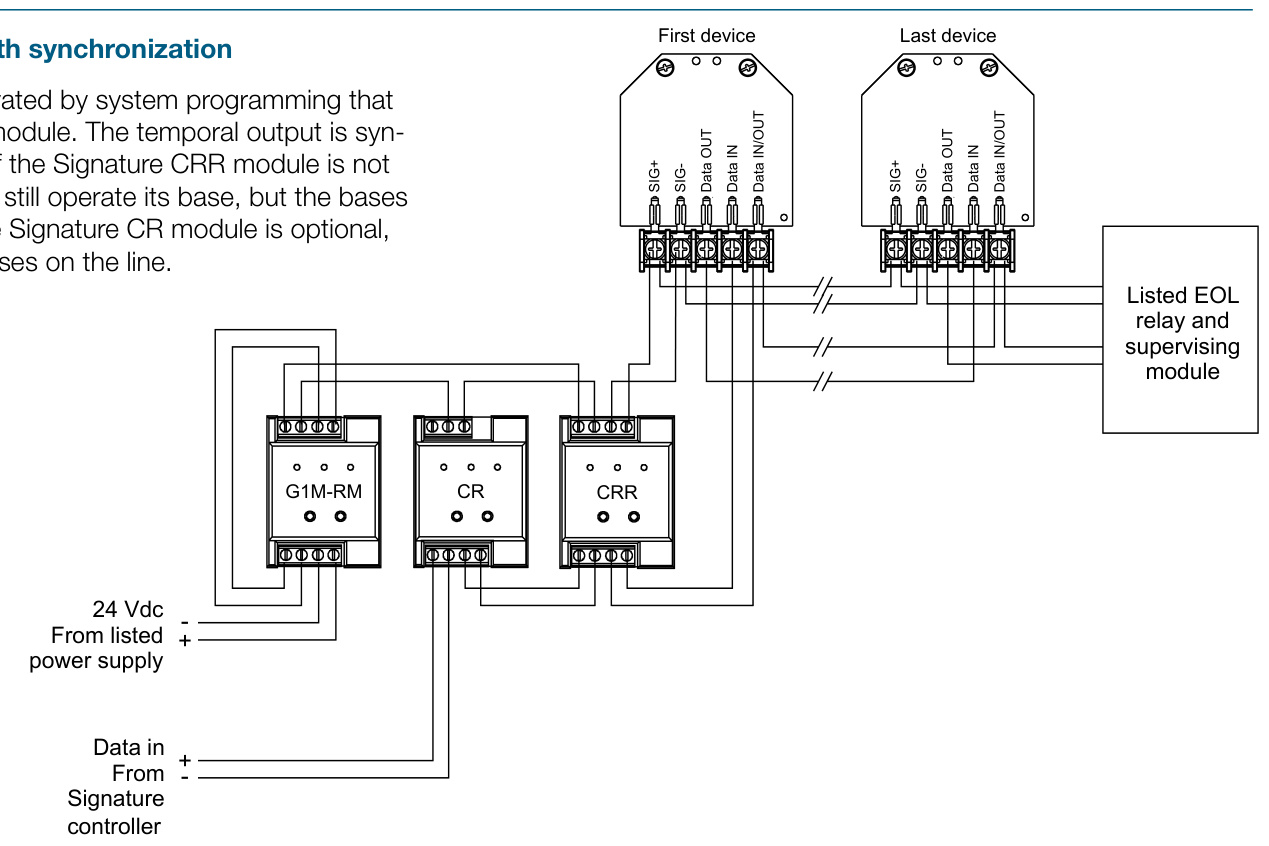 th synchronization
rated by system programming that
module. The temporal output is syn-
f the Signature CRR module is not
still operate its base, but the bases
e Signature CR module is optional,
ses on the line.
First device
Last device
SIG+
SIG-
Data OUT
Data IN
Data IN/OUT
SIG+
SIG-
Data OUT
Data IN
Data IN/OUT
Listed EOL
relay and
supervising
module
G1M-RM
CR
CRR
24 Vdc
-
From listed
+
power supply
Data in
+
From
-
Signature
controller